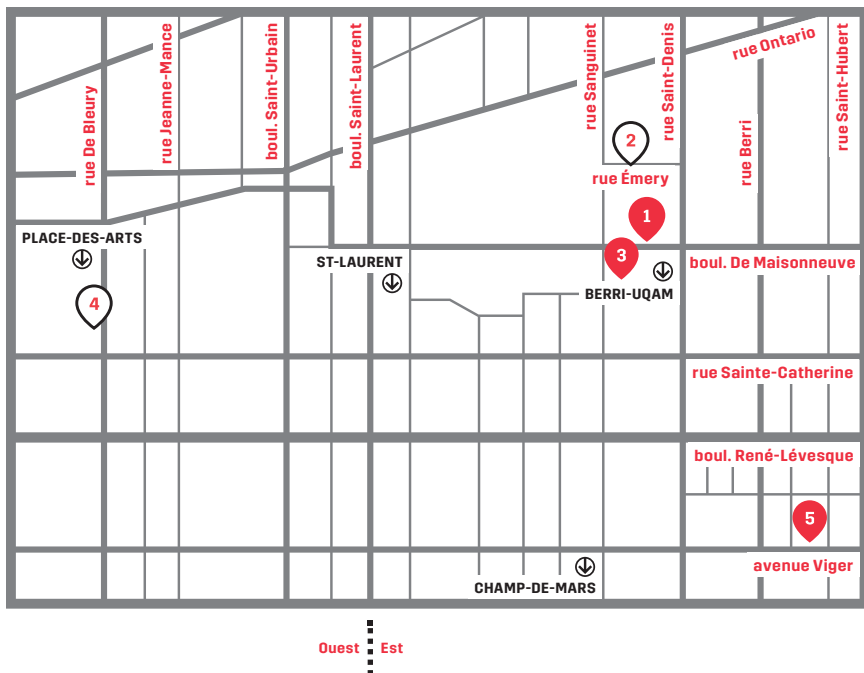 rue De Bleury
rue Jeanne-Mance
boul. Saint-Urbain
boul. Saint-Laurent
rue Sanguinet
rue Saint-Denis
rue Ontario
rue Berri
rue Saint-Hubert
2
rue Émery
1
PLACE-DES-ARTS
ST-LAURENT
3
BERRI-UQAM
boul. De Maisonneuve
4
rue Sainte-Catherine
boul. René-Lévesque
5
avenue Viger
CHAMP-DE-MARS
Ouest Est